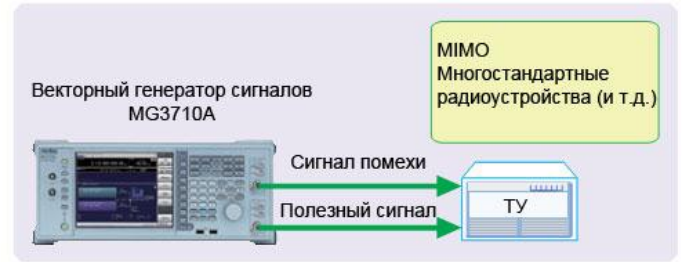 MIMO
Многостандартные
радиоустройства (и т.д.)
Векторный генератор сигналов
MG3710A
Сигнал помехи
Полезный сигнал
ТУ